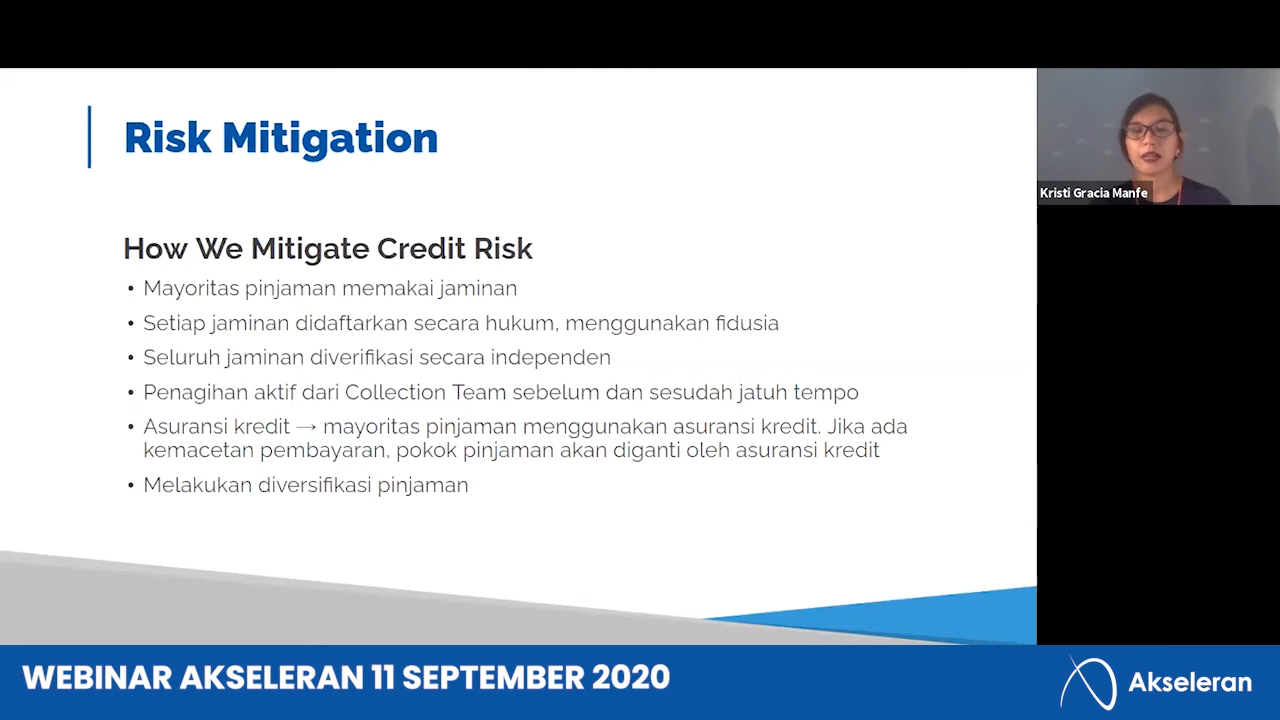 Risk Mitigation
Kristi Gracia Manfe
How We Mitigate Credit Risk
• Mayoritas pinjaman memakai jaminan
• Setiap jaminan didaftarkan secara hukum, menggunakan fidusia
• Seluruh jaminan diverifikasi secara independen
• Penagihan aktif dari Collection Team sebelum dan sesudah jatuh tempo
• Asuransi kredit → mayoritas pinjaman menggunakan asuransi kredit. Jika ada
kemacetan pembayaran, pokok pinjaman akan diganti oleh asuransi kredit
• Melakukan diversifikasi pinjaman
WEBINAR AKSELERAN 11 SEPTEMBER 2020
Akseleran